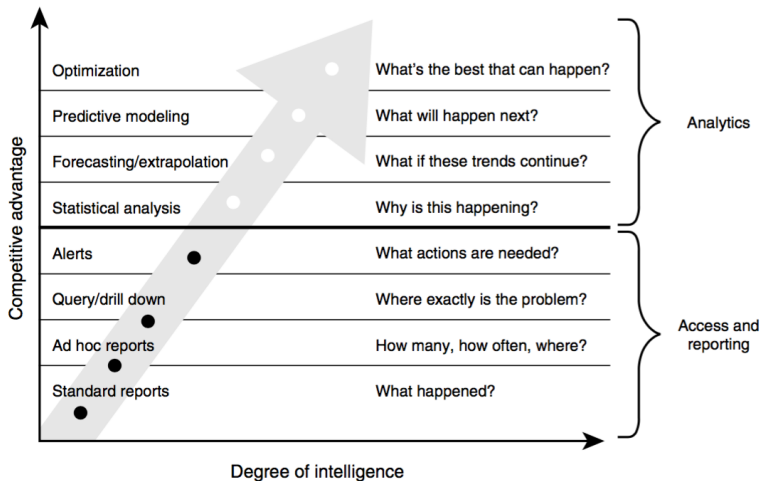 Optimization
What's the best that can happen?
Predictive modeling
What will happen next?
Analytics
Forecasting/extrapolation
What if these trends continue?
Statistical analysis
Why is this happening?
Competitive advantage
Alerts
What actions are needed?
Query/drill down
Where exactly is the problem?
Access and
reporting
Ad hoc reports
How many, how often, where?
Standard reports
What happened?
Degree of intelligence